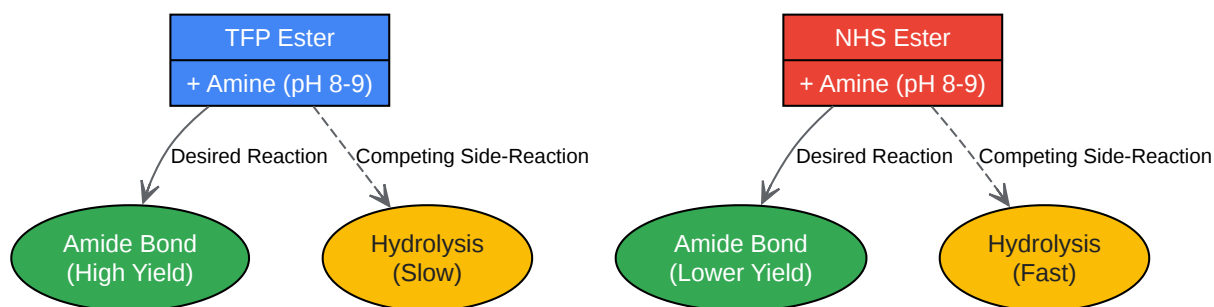 TFP Ester
+ Amine (pH 8-9)
Desired Reaction
Competing Side-Reaction
Amide Bond
(High Yield)
Hydrolysis
(Slow)
NHS Ester
+ Amine (pH 8-9)
Desired Reaction
Competing Side-Reaction
Amide Bond
(Lower Yield)
Hydrolysis
(Fast)